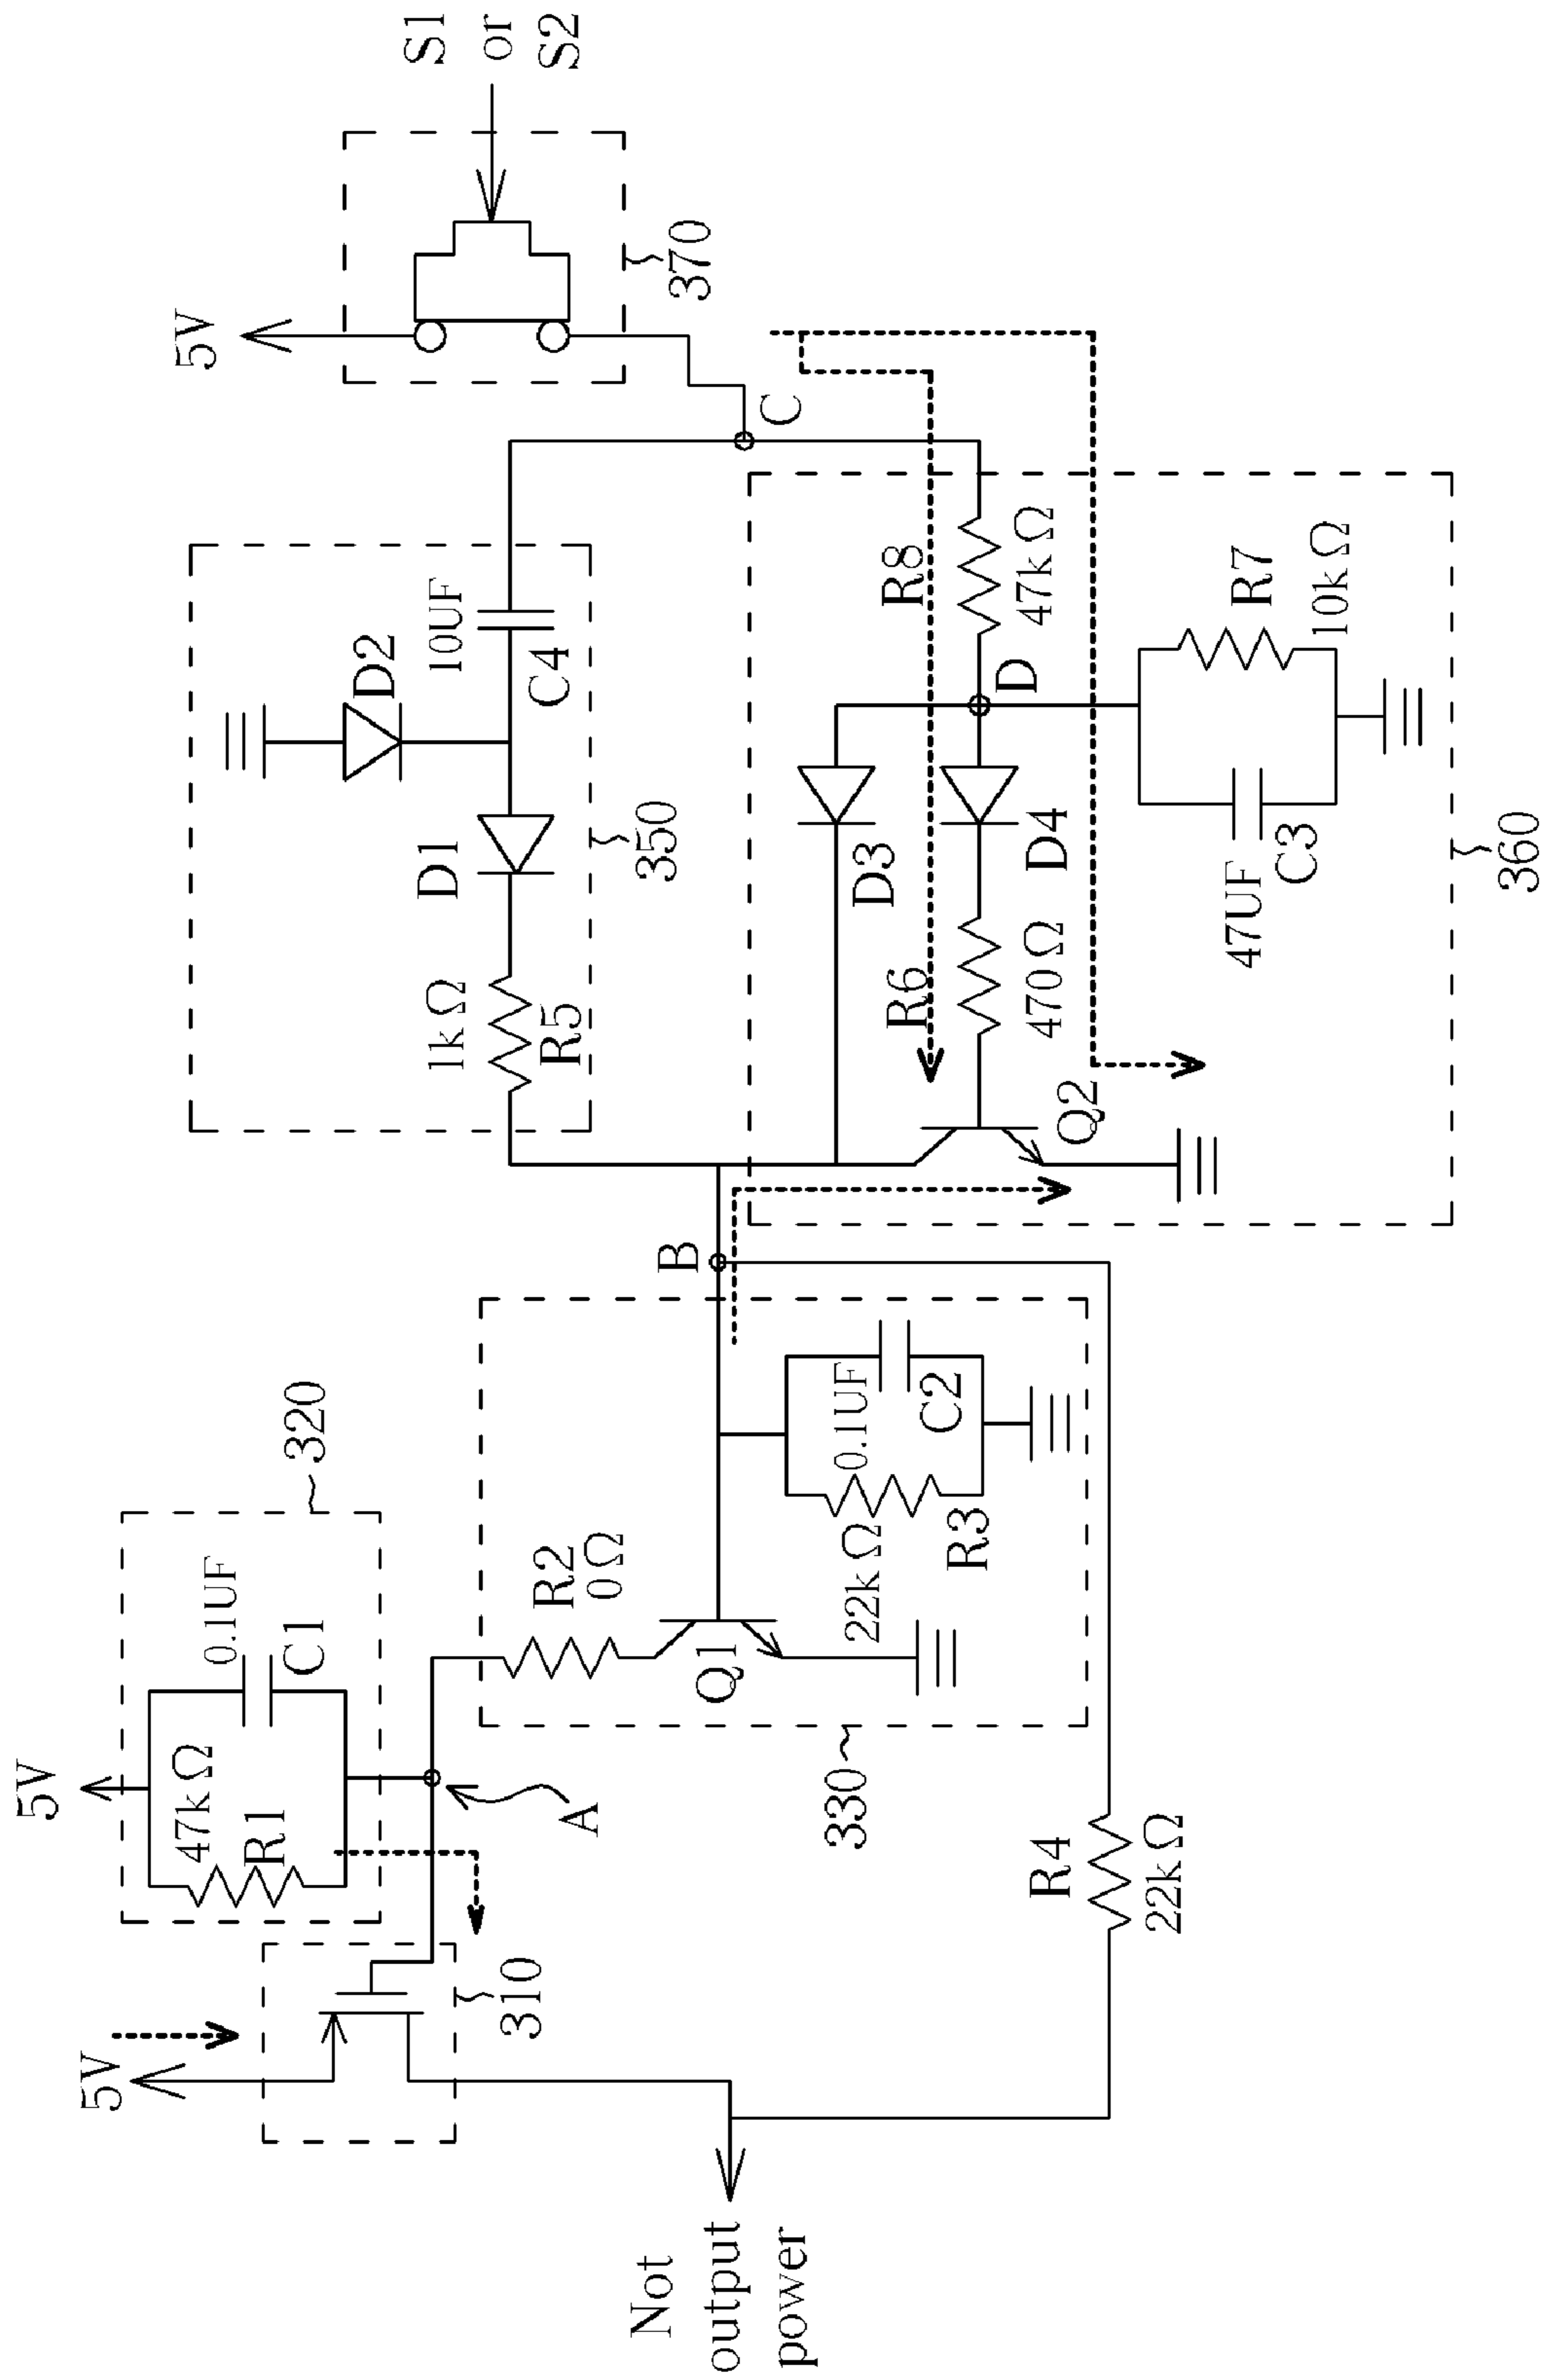 S1
or
S2
5V
370
C
10UF
C4
D2
D1
350
1kΩ
R5
R8
47kΩ
D
R7
10kΩ
D3
D4
47UF
C3
360
R6
470Ω
Q2
B
320
0.1UF
C1
5V
47kΩ
R1
A
R2
0Ω
Q1
0.1UF
C2
22kΩ
R3
330
R4
22kΩ
310
5V
Not
output
power